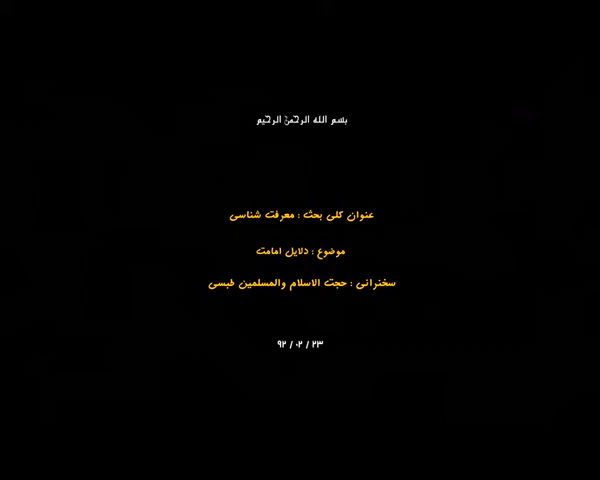 بسم الله الرحمن الرحیم
عنوان کلی بحث : معرفت شناسی
موضوع : دلایل امامت
سخنرانی : حجت الاسلام والمسلمین طبسی
۹۲ / ۰۲ / ۲۳